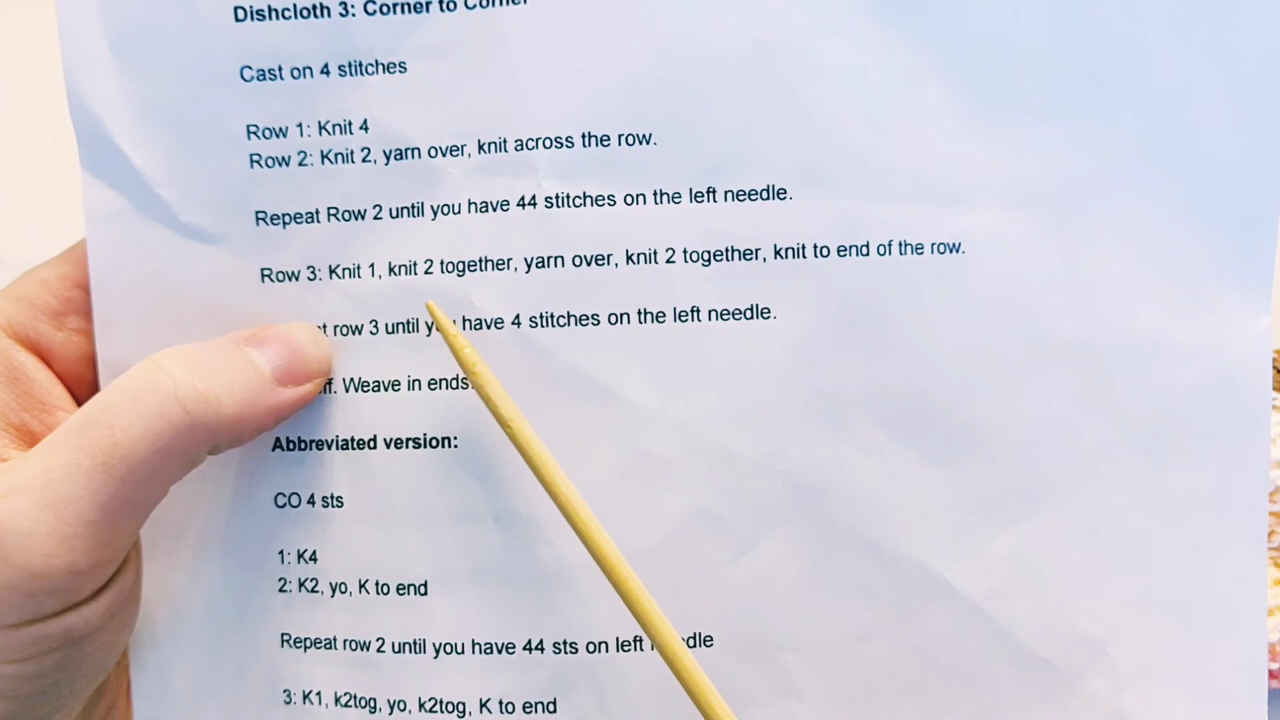 Dishcloth 3: Corner to Corner
Cast on 4 stitches
Row 1: Knit 4
Row 2: Knit 2, yarn over, knit across the row.
Repeat Row 2 until you have 44 stitches on the left needle.
Row 3: Knit 1, knit 2 together, yarn over, knit 2 together, knit to end of the row.
row 3 until you have 4 stitches on the left needle.
Weave in ends.
Abbreviated version:
CO 4 sts
1: K4
2: K2, yo, K to end
Repeat row 2 until you have 44 sts on left
3: K1, k2tog, yo, k2tog, K to end